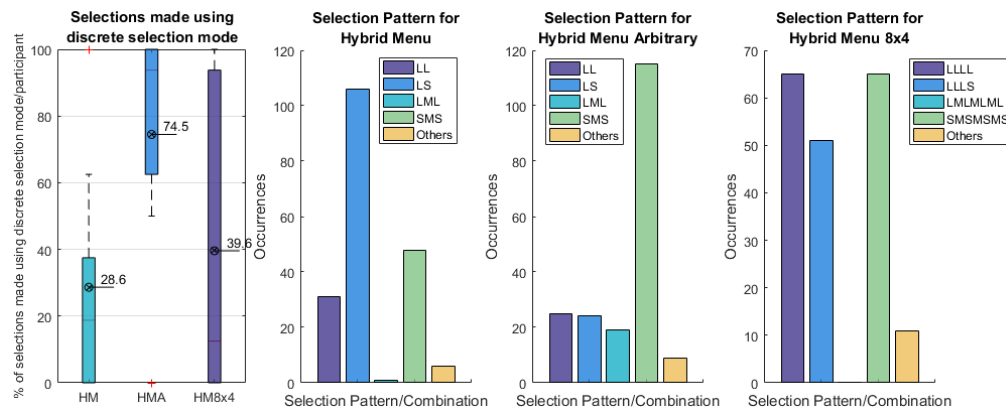 Selections made using
discrete selection mode
% of selections made using discrete selection mode/participant
100
80
60
40
20
0
28.6
74.5
39.6
HM
HMA
HM8x4
Selection Pattern for
Hybrid Menu
Occurrences
120
100
80
60
40
20
0
LL
LS
LML
SMS
Others
Selection Pattern/Combination
Selection Pattern for
Hybrid Menu Arbitrary
Occurrences
120
100
80
60
40
20
0
LL
LS
LML
SMS
Others
Selection Pattern/Combination
Selection Pattern for
Hybrid Menu 8x4
Occurrences
70
60
50
40
30
20
10
0
LLLL
LLLS
LMLMLML
SMSMSMS
Others
Selection Pattern/Combination